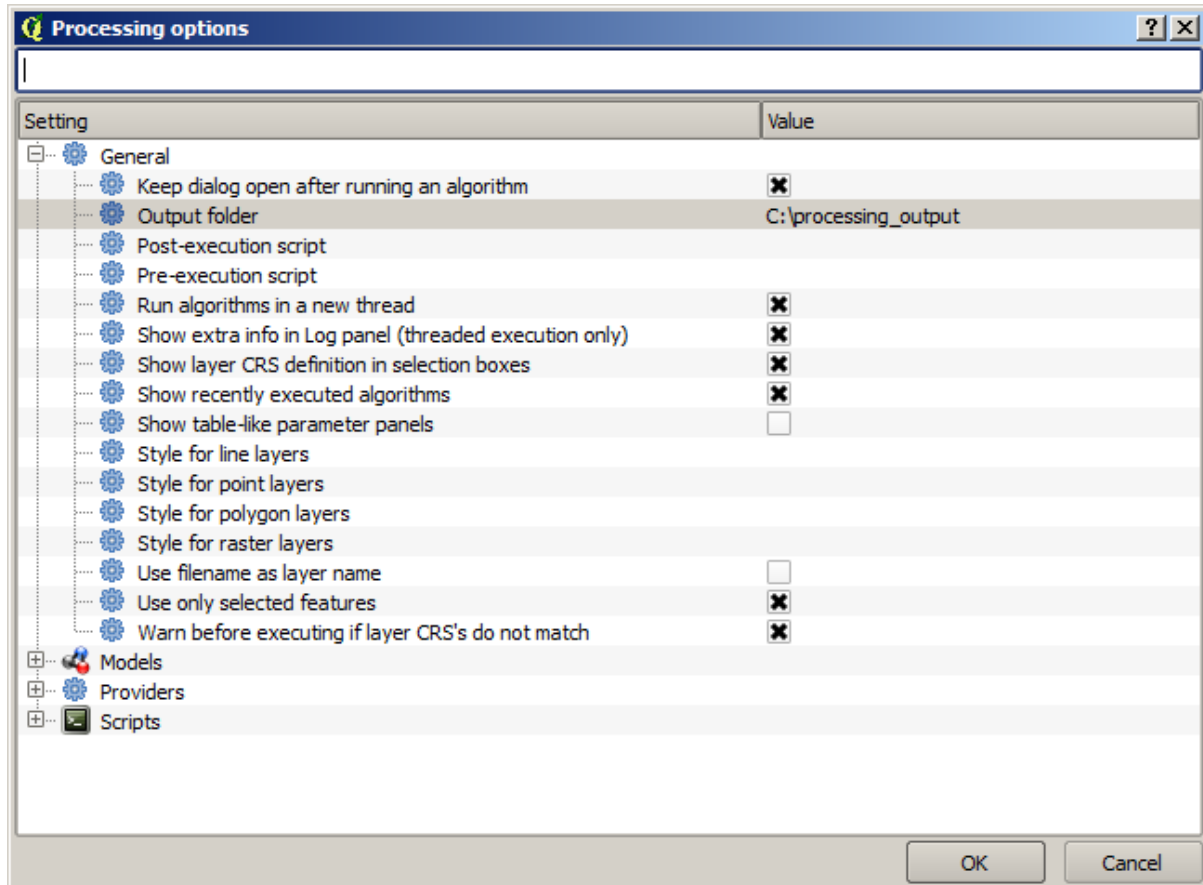 Processing options
Setting Value
General
Keep dialog open after running an algorithm
Output folder C:\processing_output
Post-execution script
Pre-execution script
Run algorithms in a new thread
Show extra info in Log panel (threaded execution only)
Show layer CRS definition in selection boxes
Show recently executed algorithms
Show table-like parameter panels
Style for line layers
Style for point layers
Style for polygon layers
Style for raster layers
Use filename as layer name
Use only selected features
Warn before executing if layer CRS's do not match
Models
Providers
Scripts
OK Cancel